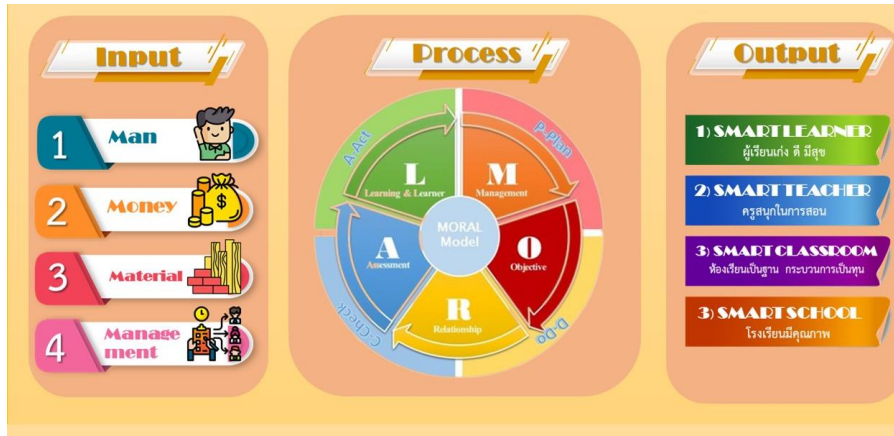 Input
1
Man
2
Money
3
Material
4
Manage
ment
Process
A-Act
P-Plan
L
Learning & Learner
M
Management
MORAL
Model
A
Assessment
O
Objective
R
Relationship
C-Check
D-Do
Output
1) SMART LEARNER
ผู้เรียนเก่ง ดี มีสุข
2) SMART TEACHER
ครูสนุกในการสอน
3) SMART CLASSROOM
ห้องเรียนเป็นฐาน กระบวนการเป็นทุน
3) SMART SCHOOL
โรงเรียนมีคุณภาพ